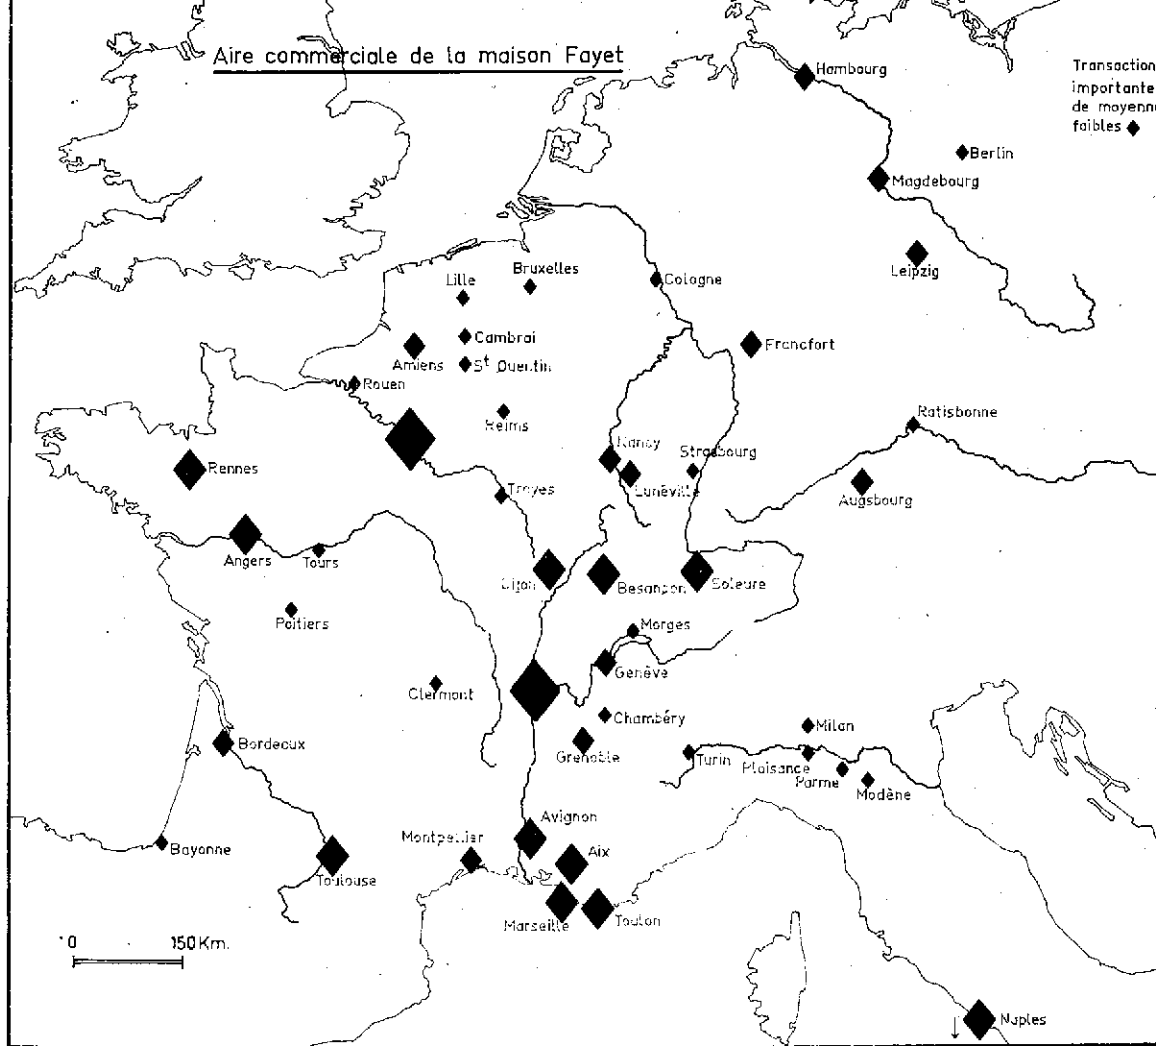 Aire commerciale de la maison Fayet
Hambourg
Transaction
importante
de moyenne
faibles
Berlin
Magdebourg
Leipzig
Bruxelles
Lille
Cologne
Cambrai
Amiens
Francfort
St Quentin
Rouen
Reims
Ratisbonne
Nancy
Strasbourg
Rennes
Lunéville
Troyes
Augsbourg
Angers
Tours
Dijon
Besançon
Soleure
Poitiers
Morges
Genève
Clermont
Chambéry
Milan
Bordeaux
Grenoble
Turin
Plaisance
Parme
Modène
Avignon
Montpellier
Bayonne
Aix
Toulouse
Marseille
Toulon
0 150 Km.
Naples